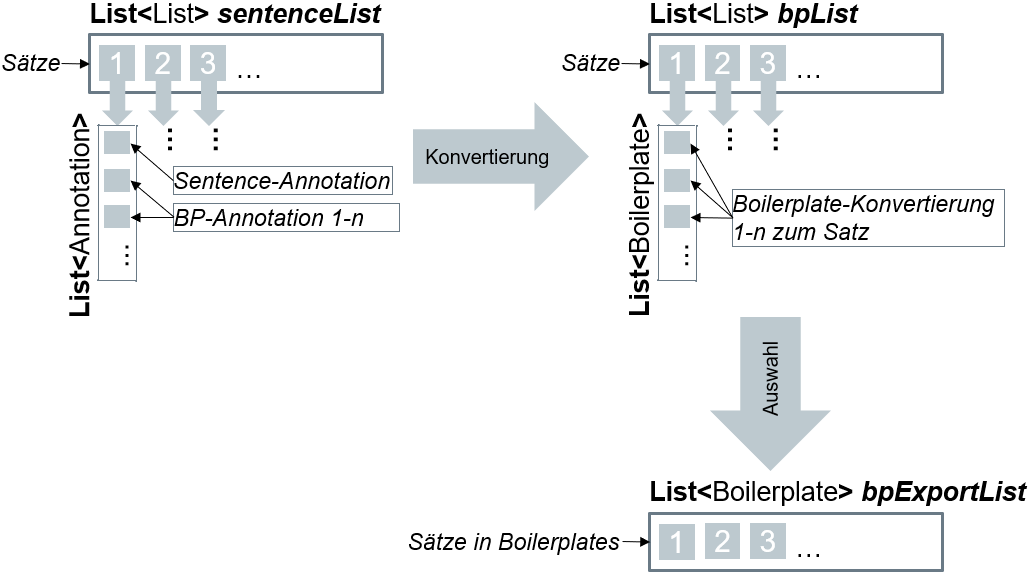 List<List> sentenceList
Sätze
1 2 3 ...
List<Annotation>
Sentence-Annotation
BP-Annotation 1-n
...
Konvertierung
List<List> bpList
Sätze
1 2 3 ...
List<Boilerplate>
Boilerplate-Konvertierung
1-n zum Satz
...
Auswahl
List<Boilerplate> bpExportList
Sätze in Boilerplates
1 2 3 ...